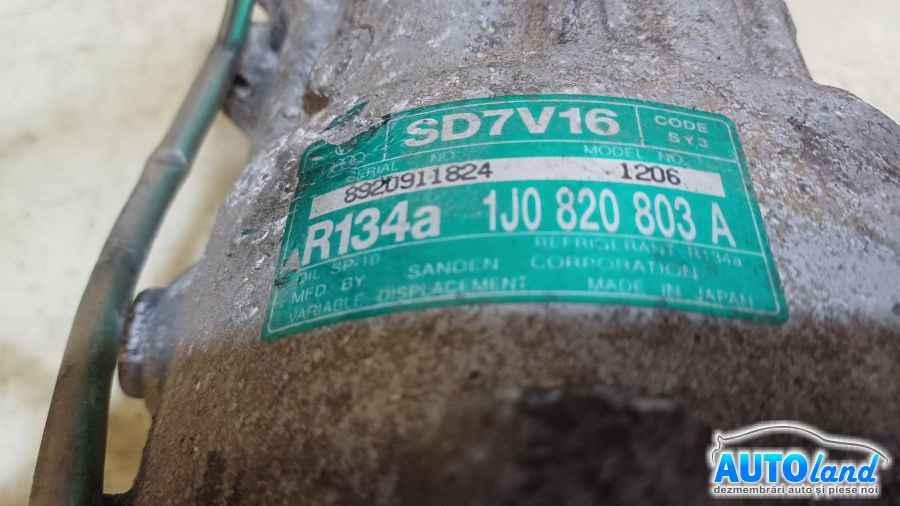 SD7V16
CODE
SY3
SERIAL NO.
MODEL NO.
8920911824
1206
R134a
1J0 820 803 A
OIL SP-10
REFRIGERANT R134a
MFD BY SANDEN CORPORATION
VARIABLE DISPLACEMENT
MADE IN JAPAN
AUTOland
dezmembrări auto și piese noi